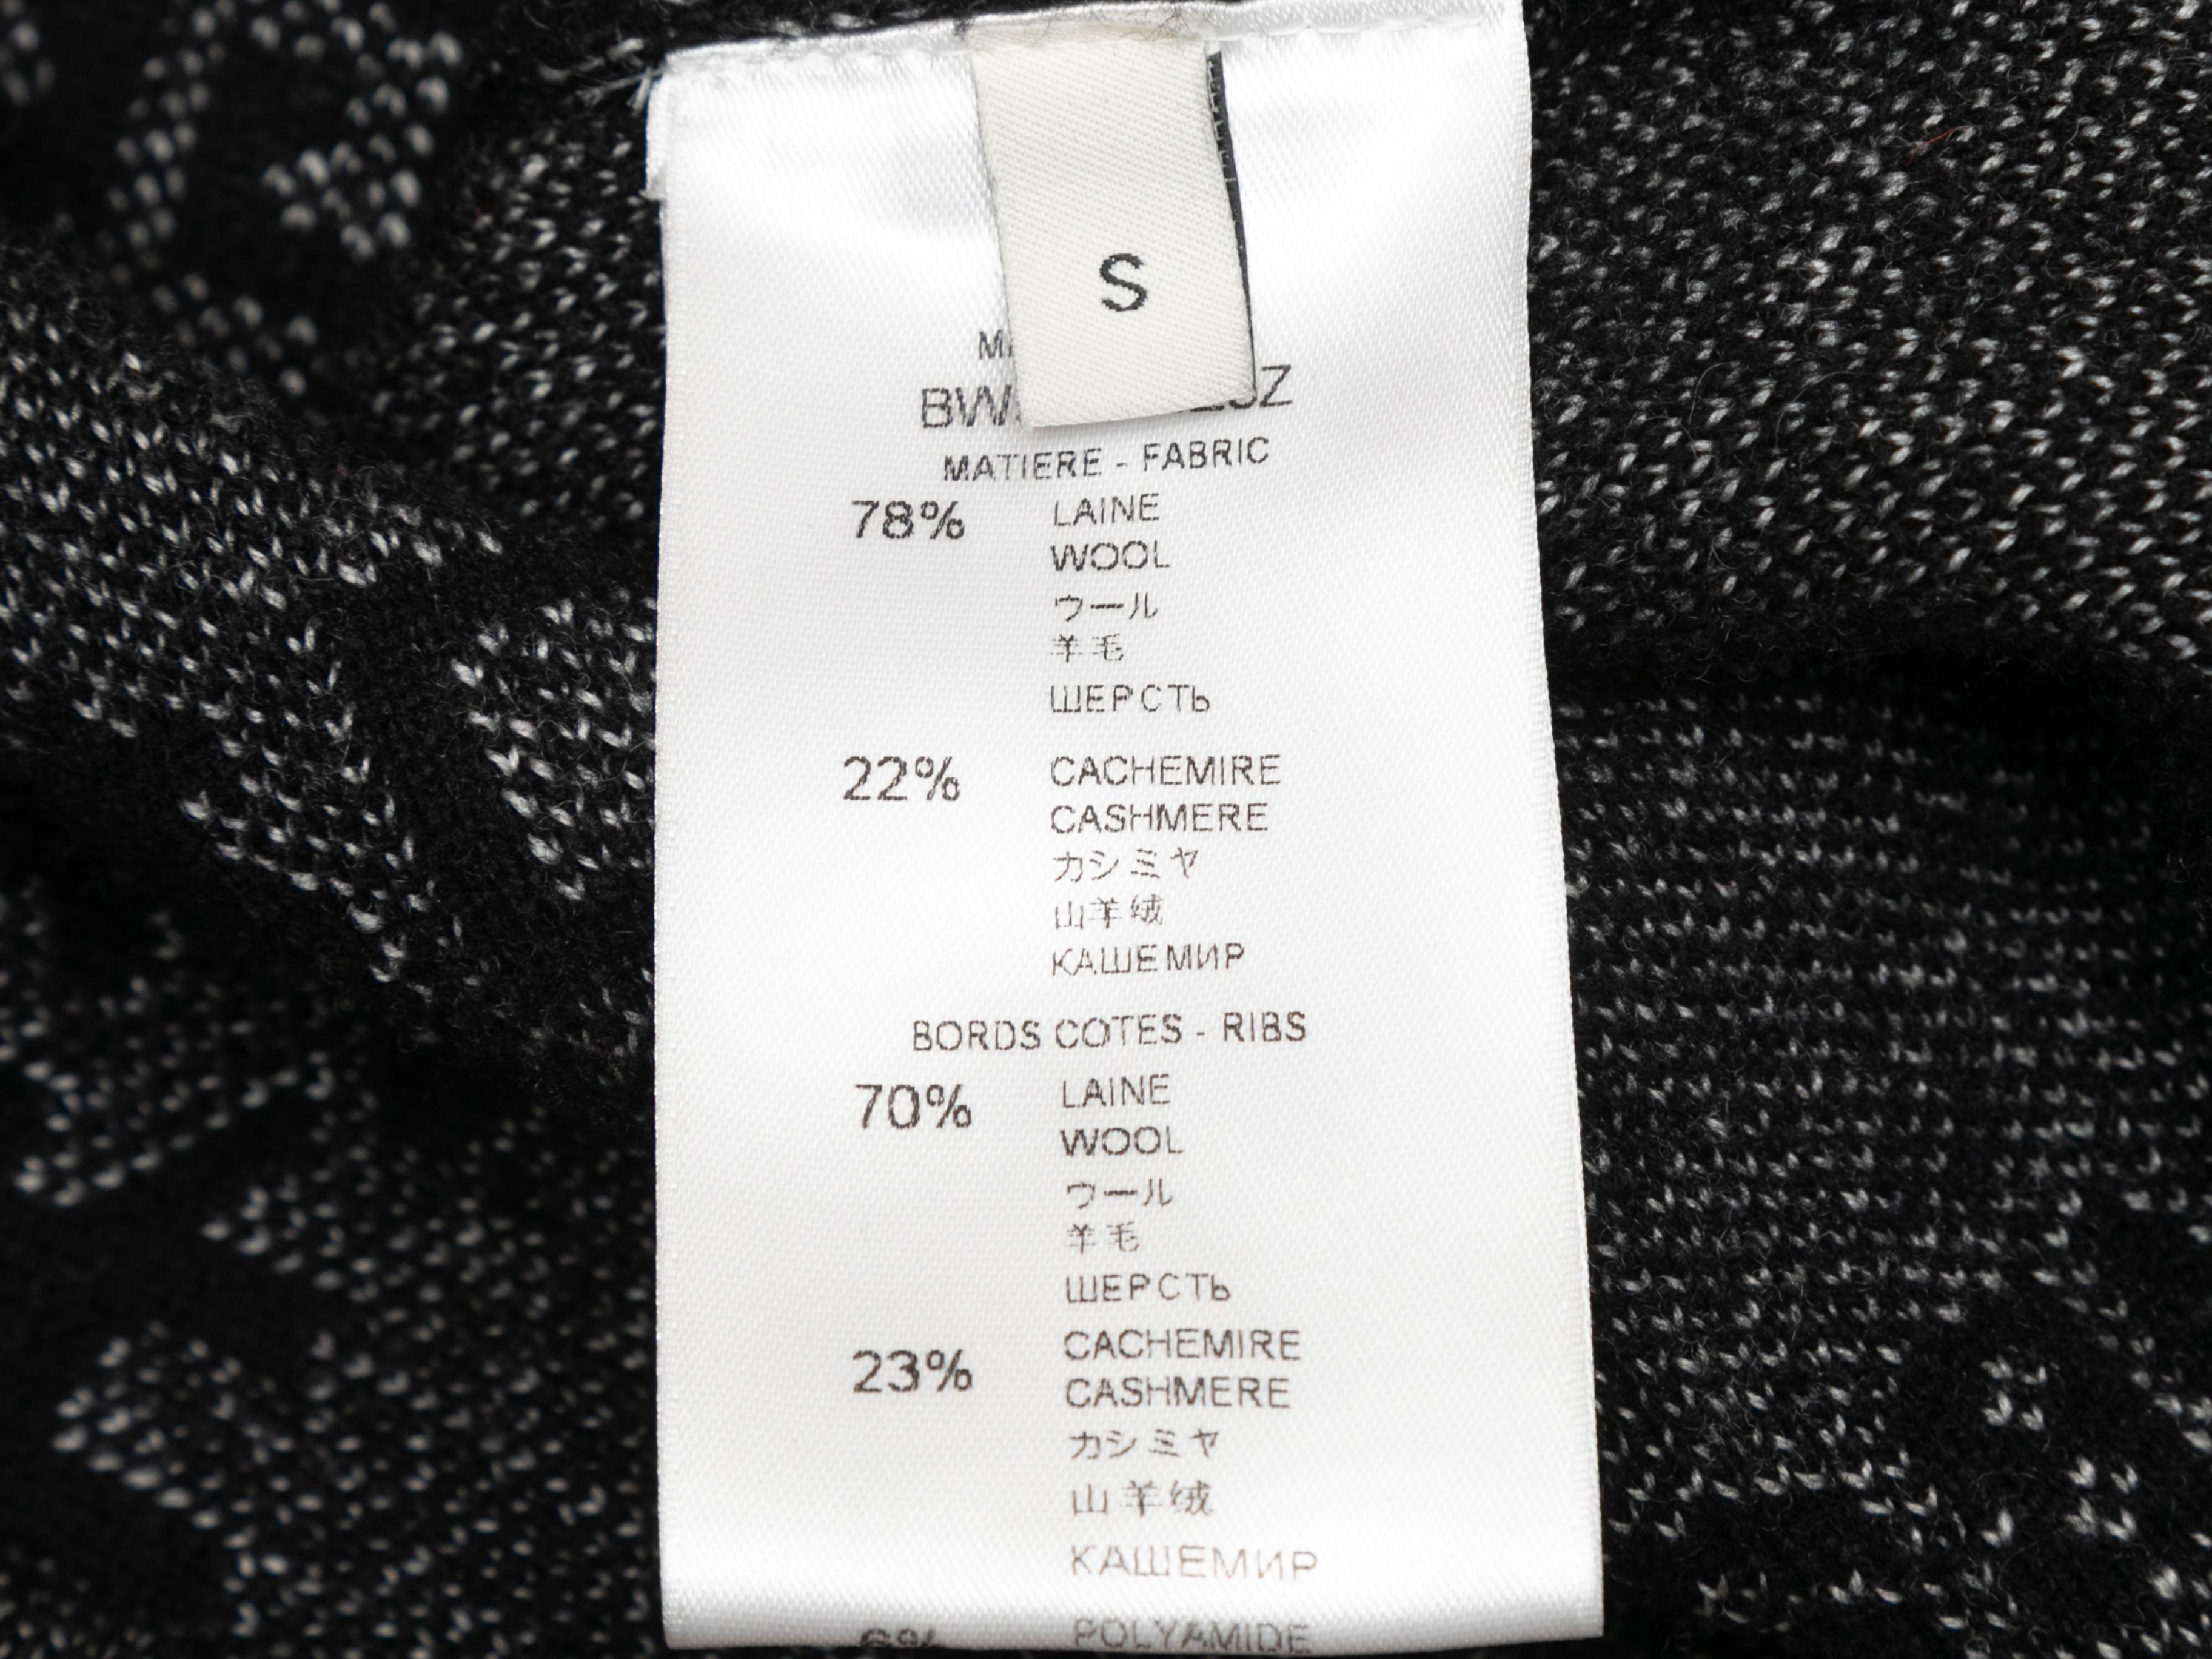 S
MATIERE - FABRIC
78% LAINE
WOOL
ウール
羊毛
ШЕРСТЬ
22% CACHEMIRE
CASHMERE
カシミヤ
山羊绒
КАШЕМИР
BORDS COTES - RIBS
70% LAINE
WOOL
ウール
羊毛
ШЕРСТЬ
23% CACHEMIRE
CASHMERE
カシミヤ
山羊绒
КАШЕМИР
6% POLYAMIDE